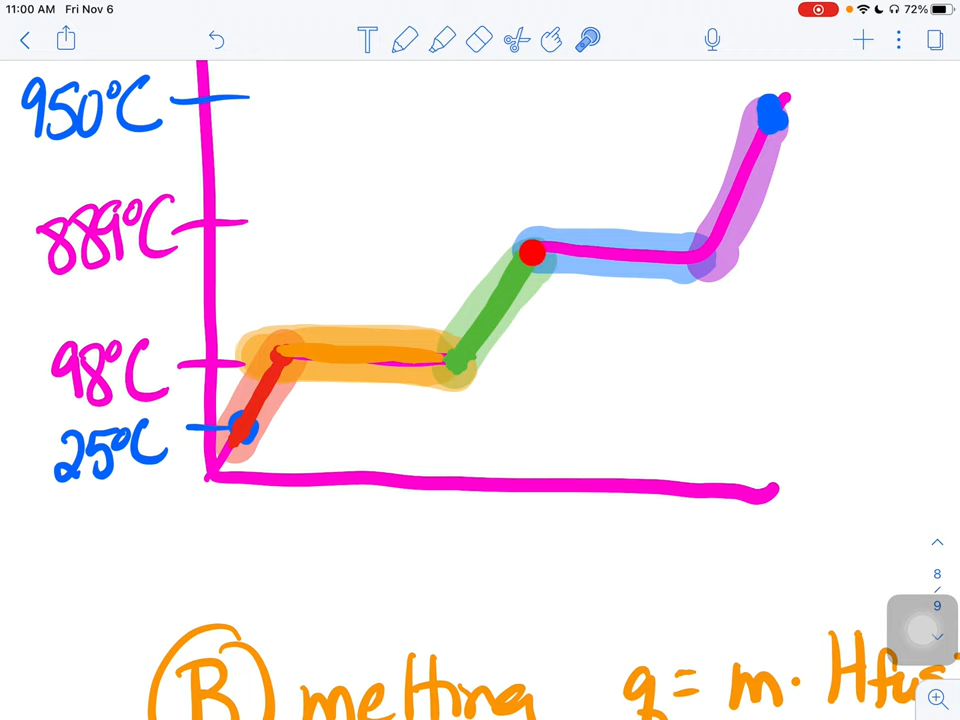 11:00 AM Fri Nov 6 72%
T
950°C
889°C
98°C
25°C
8
/
9
B melting q = m · Hfus